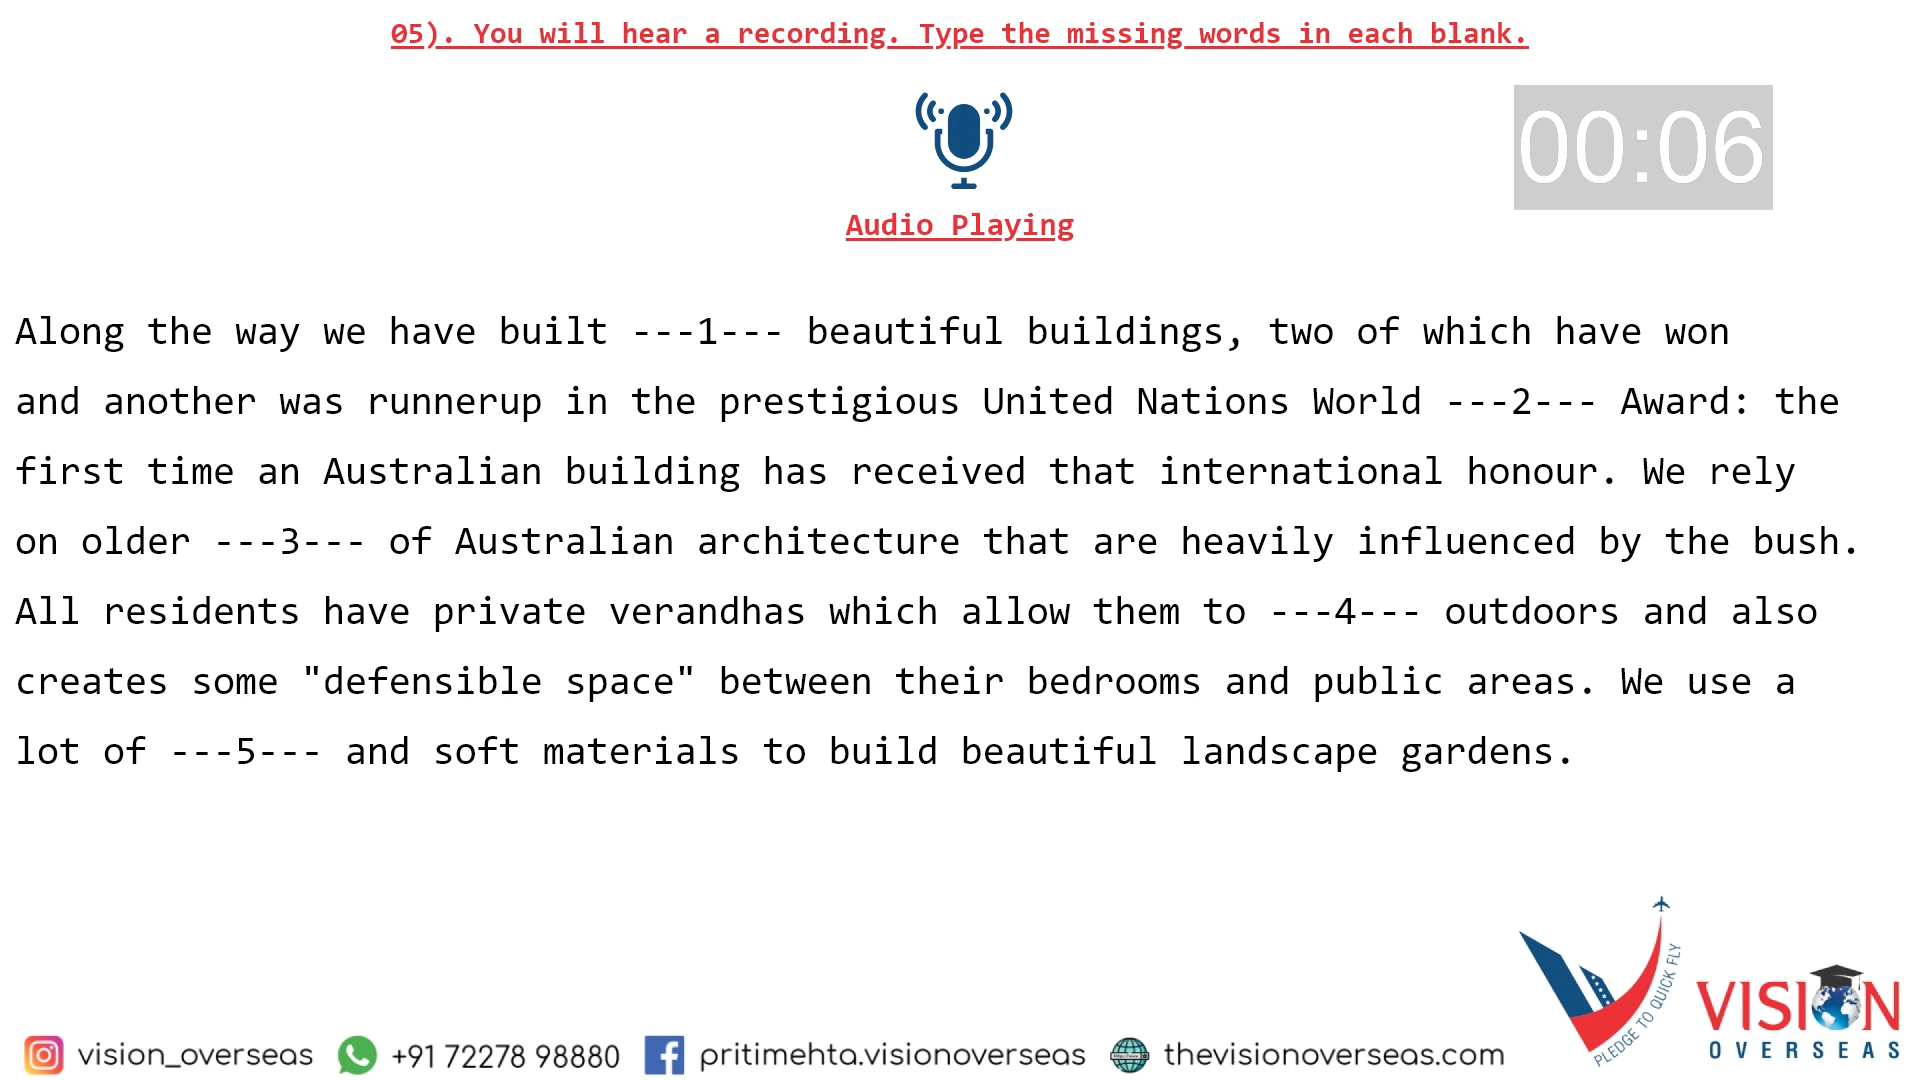 05). You will hear a recording. Type the missing words in each blank.
00:06
Audio Playing
Along the way we have built ---1--- beautiful buildings, two of which have won
and another was runnerup in the prestigious United Nations World ---2--- Award: the
first time an Australian building has received that international honour. We rely
on older ---3--- of Australian architecture that are heavily influenced by the bush.
All residents have private verandhas which allow them to ---4--- outdoors and also
creates some "defensible space" between their bedrooms and public areas. We use a
lot of ---5--- and soft materials to build beautiful landscape gardens.
PLEDGE TO QUICK FLY
VISION
OVERSEAS
vision_overseas
+91 72278 98880
pritimehta.visionoverseas
thevisionoverseas.com